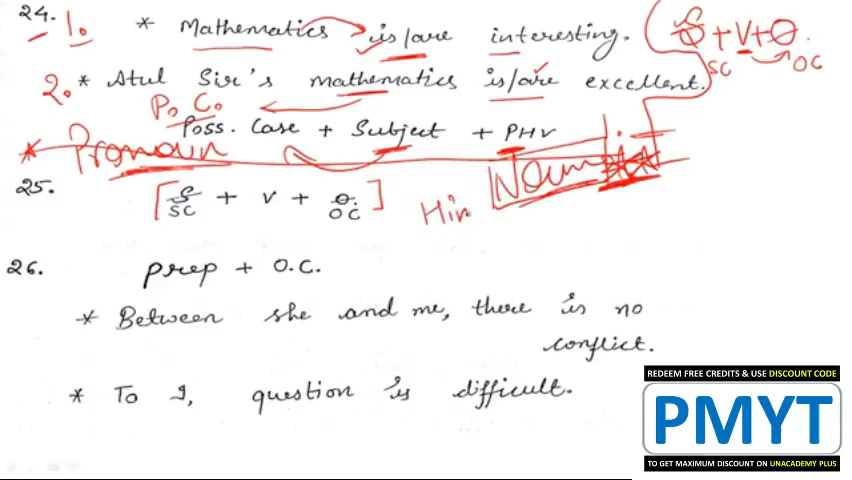 24. 1. * Mathematics is/are interesting. S + V + O
SC OC
2. * Atul Sir's mathematics is/are excellent.
P. C.
Poss. Case + Subject + PHV
* Pronoun
Noun
25. [S + V + O]
SC OC
Hin
26. prep + O.C.
* Between she and me, there is no
conflict.
* To I, question is difficult.
REDEEM FREE CREDITS & USE DISCOUNT CODE
PMYT
TO GET MAXIMUM DISCOUNT ON UNACADEMY PLUS